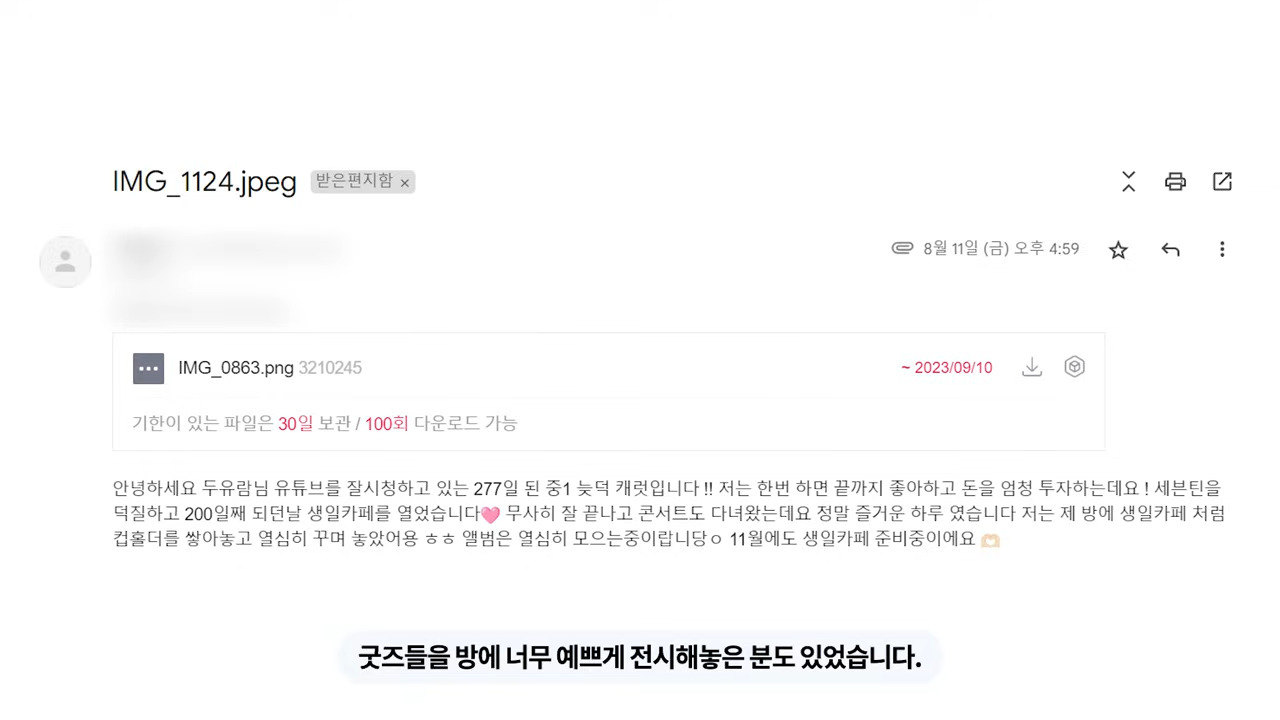 IMG_1124.jpeg 받은편지함 ×
8월 11일 (금) 오후 4:59
IMG_0863.png 3210245 ~ 2023/09/10
기한이 있는 파일은 30일 보관 / 100회 다운로드 가능
안녕하세요 두유람님 유튜브를 잘시청하고 있는 277일 된 중1 늦덕 캐럿입니다 !! 저는 한번 하면 끝까지 좋아하고 돈을 엄청 투자하는데요 ! 세븐틴을
덕질하고 200일째 되던날 생일카페를 열었습니다🩷 무사히 잘 끝나고 콘서트도 다녀왔는데요 정말 즐거운 하루 였습니다 저는 제 방에 생일카페 처럼
컵홀더를 쌓아놓고 열심히 꾸며 놓았어용 ㅎㅎ 앨범은 열심히 모으는중이랍니당ㅇ 11월에도 생일카페 준비중이에요 🫶🏻
굿즈들을 방에 너무 예쁘게 전시해놓은 분도 있었습니다.